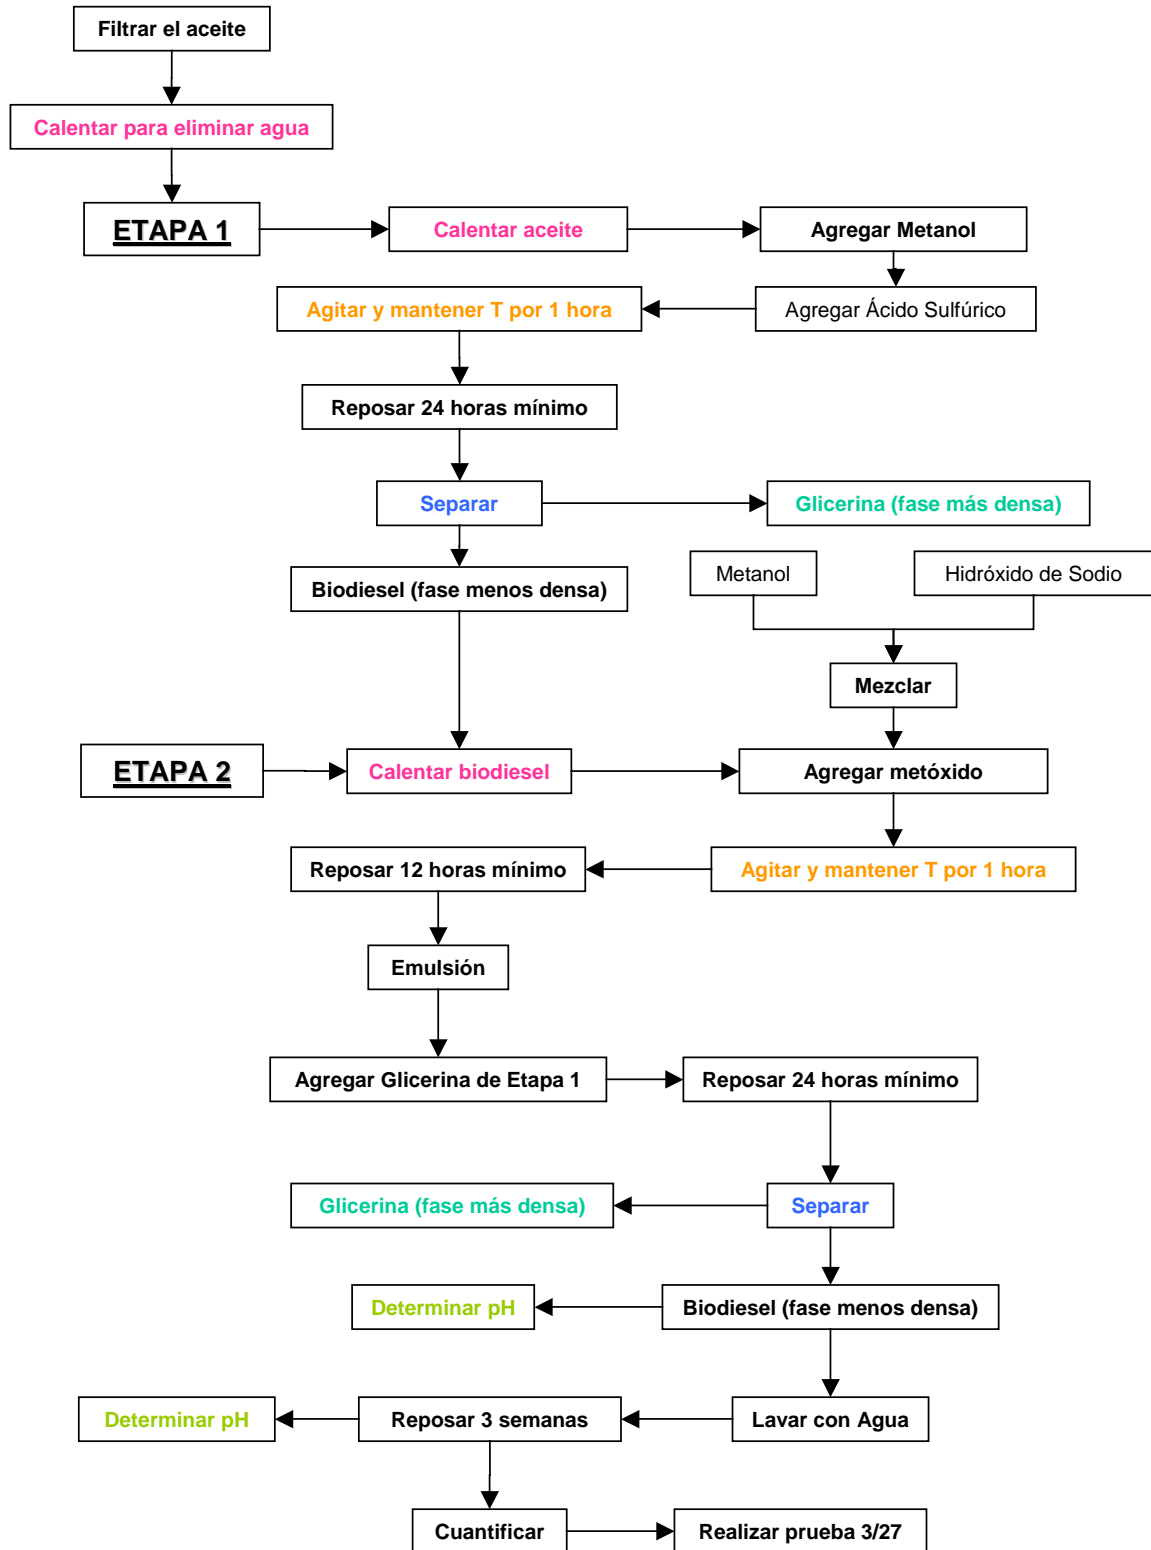 Filtrar el aceite
Calentar para eliminar agua
ETAPA 1
Calentar aceite
Agregar Metanol
Agitar y mantener T por 1 hora
Agregar Ácido Sulfúrico
Reposar 24 horas mínimo
Separar
Glicerina (fase más densa)
Biodiesel (fase menos densa)
Metanol
Hidróxido de Sodio
Mezclar
ETAPA 2
Calentar biodiesel
Agregar metóxido
Reposar 12 horas mínimo
Agitar y mantener T por 1 hora
Emulsión
Agregar Glicerina de Etapa 1
Reposar 24 horas mínimo
Glicerina (fase más densa)
Separar
Determinar pH
Biodiesel (fase menos densa)
Determinar pH
Reposar 3 semanas
Lavar con Agua
Cuantificar
Realizar prueba 3/27